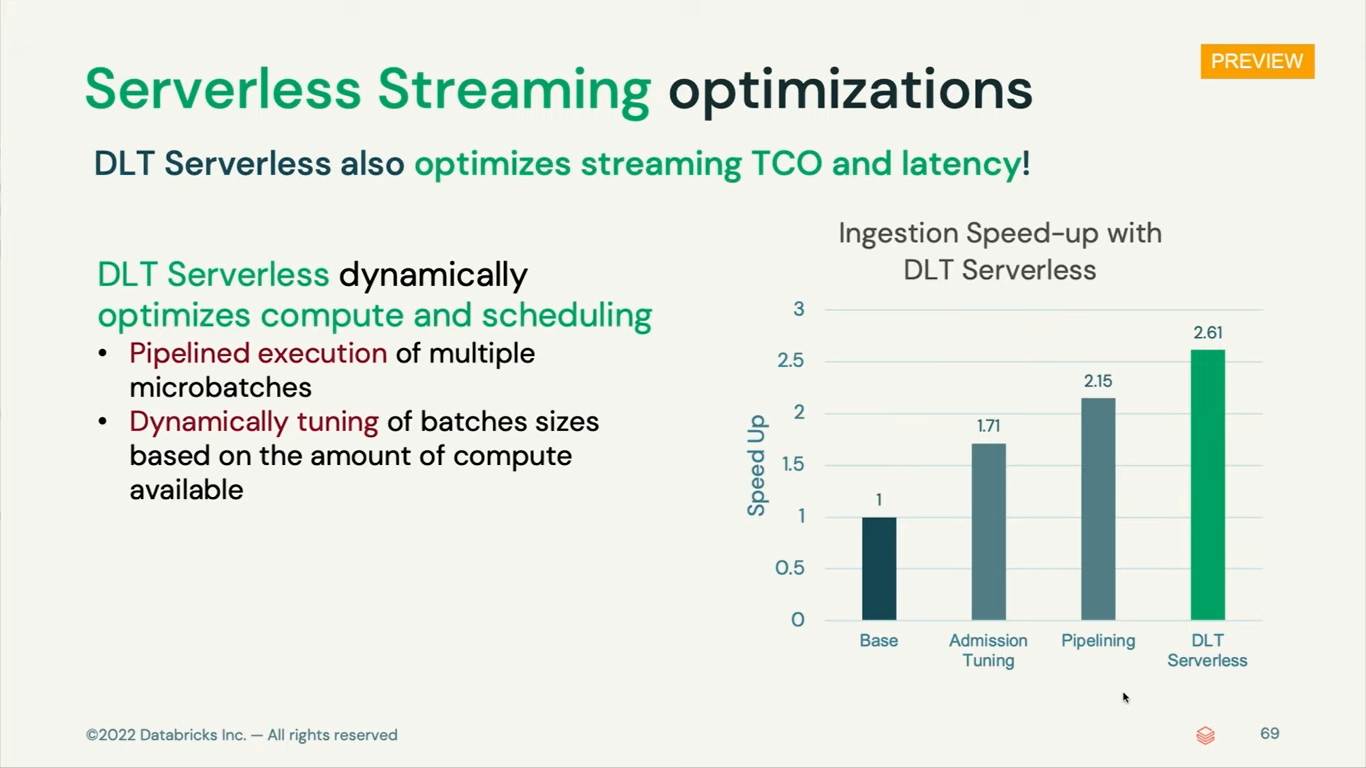 PREVIEW
Serverless Streaming optimizations
DLT Serverless also optimizes streaming TCO and latency!
DLT Serverless dynamically
optimizes compute and scheduling
• Pipelined execution of multiple
microbatches
• Dynamically tuning of batches sizes
based on the amount of compute
available
Ingestion Speed-up with
DLT Serverless
Speed Up
3
2.5
2
1.5
1
0.5
0
1
1.71
2.15
2.61
Base
Admission
Tuning
Pipelining
DLT
Serverless
©2022 Databricks Inc. — All rights reserved
69